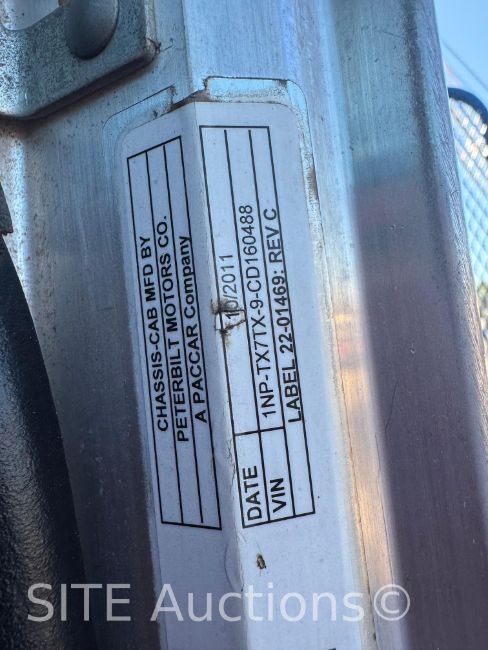 CHASSIS-CAB MFD BY
PETERBILT MOTORS CO.
A PACCAR Company
DATE 10/2011
VIN 1NP-TX7TX-9-CD160488
LABEL 22-01469: REV C
SITE Auctions©